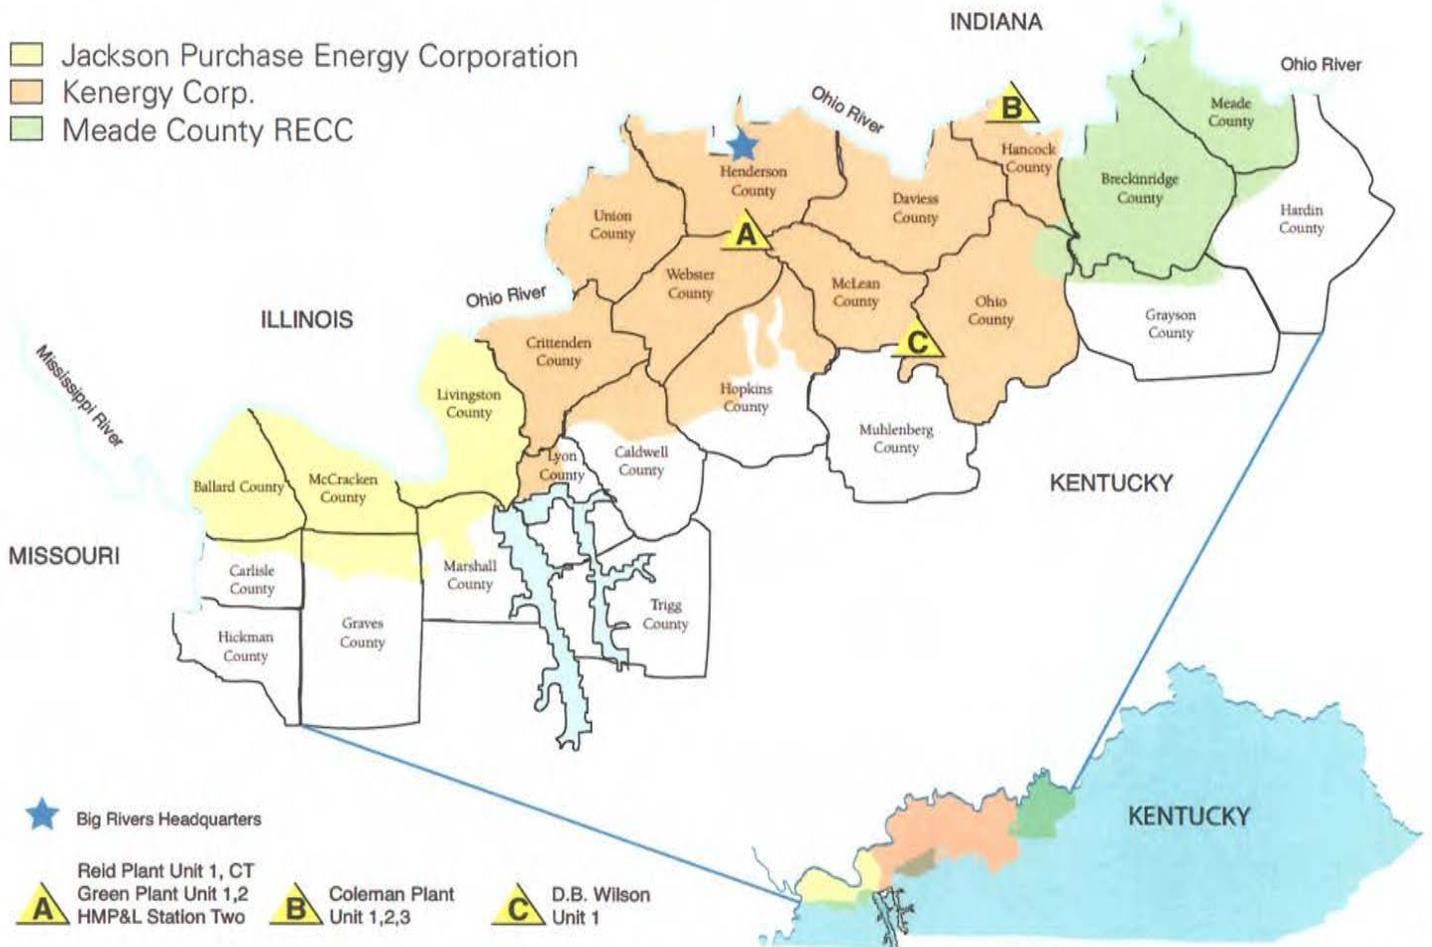 INDIANA
Jackson Purchase Energy Corporation
Kenergy Corp.
Meade County RECC
Ohio River
Ohio River
B
Meade
County
Hancock
County
Henderson
County
Breckinridge
County
Daviess
County
Union
County
Hardin
County
A
Webster
County
McLean
County
Ohio
County
Grayson
County
Ohio River
ILLINOIS
C
Crittenden
County
Mississippi River
Livingston
County
Hopkins
County
Muhlenberg
County
Lyon
County
Caldwell
County
KENTUCKY
Ballard County
McCracken
County
MISSOURI
Carlisle
County
Marshall
County
Trigg
County
Graves
County
Hickman
County
KENTUCKY
Big Rivers Headquarters
A
Reid Plant Unit 1, CT
Green Plant Unit 1,2
HMP&L Station Two
B
Coleman Plant
Unit 1,2,3
C
D.B. Wilson
Unit 1